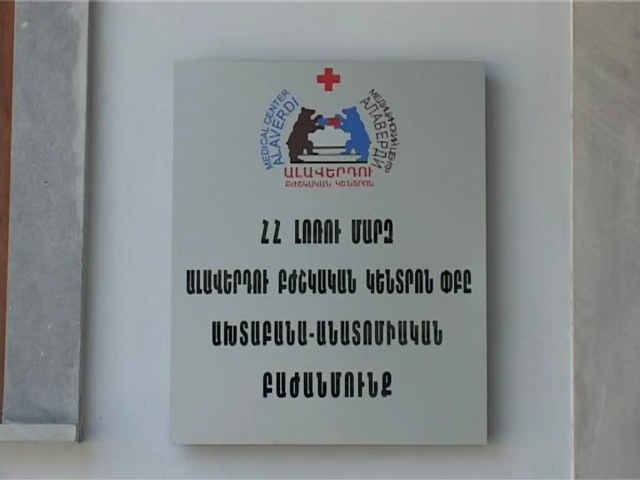 MEDICAL CENTER
ALAVERDI
МЕДИЦИНСКИЙ ЦЕНТР
АЛАВЕРДИ
ԱԼԱՎԵՐԴՈՒ
ԲԺՇԿԱԿԱՆ ԿԵՆՏՐՈՆ
ՀՀ ԼՈՌՈՒ ՄԱՐԶ
ԱԼԱՎԵՐԴՈՒ ԲԺՇԿԱԿԱՆ ԿԵՆՏՐՈՆ ՓԲԸ
ԱԽՏԱԲԱՆԱ-ԱՆԱՏՈՄԻԱԿԱՆ
ԲԱԺԱՆՄՈՒՆՔ